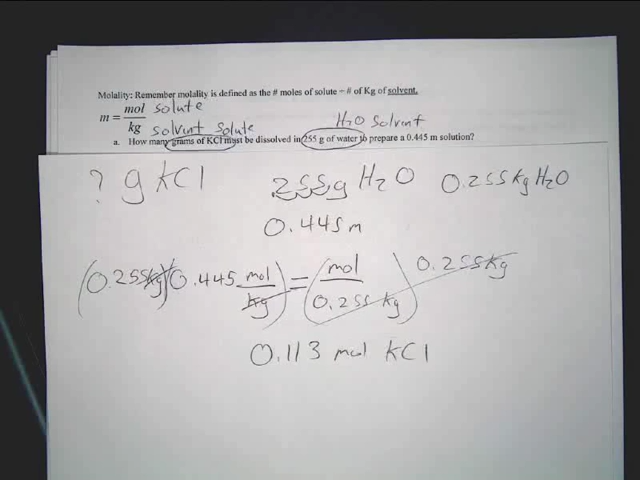 Molality: Remember molality is defined as the # moles of solute ÷ # of Kg of solvent.
m = mol/kg solute
solvent solute H2O solvent
a. How many grams of KCl must be dissolved in 255 g of water to prepare a 0.445 m solution?
? g KCl 255g H2O 0.255 kg H2O
0.445 m
(0.255kg)(0.445 mol/kg) = (mol/0.255 kg) 0.255kg
0.113 mol KCl